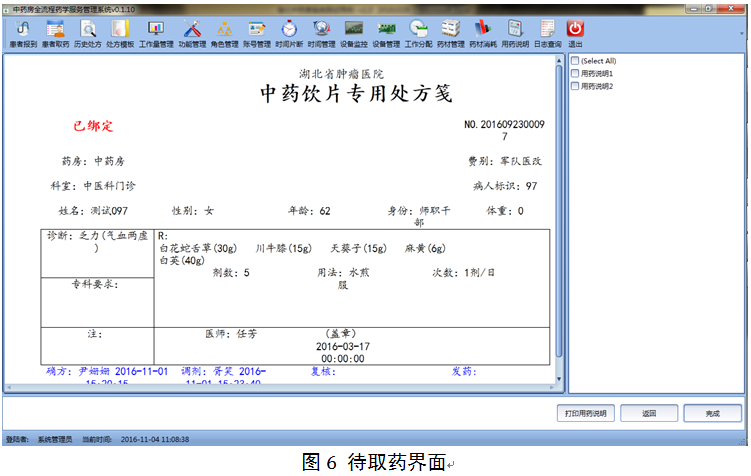 中药房全流程药学服务管理系统v0.1.10
患者报到 患者取药 历史处方 处方模板 工作量管理 功能管理 角色管理 账号管理 时间片断 时间管理 设备监控 设备管理 工作分配 药材管理 药材消耗 用药说明 日志查询 退出
湖北省肿瘤医院
中药饮片专用处方笺
已绑定
NO.201609230009
7
药房: 中药房
费别: 军队医改
科室: 中医科门诊
病人标识: 97
姓名: 测试097 性别: 女 年龄: 62 身份: 师职干 体重: 0
部
诊断: 乏力(气血两虚
)
R:
白花蛇舌草(30g) 川牛膝(15g) 天葵子(15g) 麻黄(6g)
白英(40g)
剂数: 5 用法: 水煎 次数: 1剂/日
服
专科要求:
注:
医师: 任芳 (盖章)
2016-03-17
00:00:00
确方: 尹姗姗 2016-11-01 调剂: 胥奖 2016- 复核: 发药:
15:20:15 11-01 15:23:40
(Select All)
用药说明1
用药说明2
打印用药说明 返回 完成
登陆者: 系统管理员 当前时间: 2016-11-04 11:08:38
图 6 待取药界面